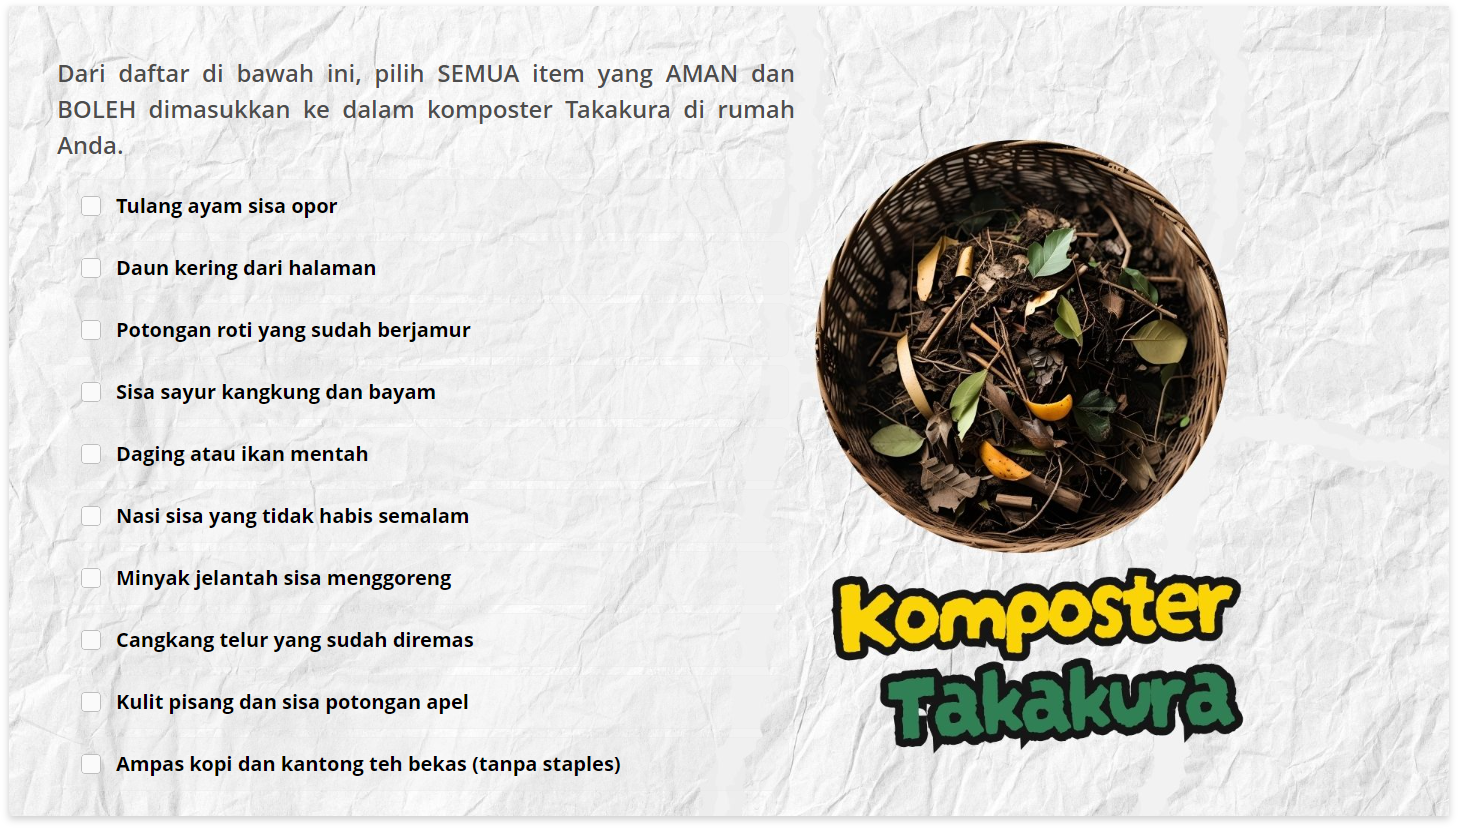 Dari daftar di bawah ini, pilih SEMUA item yang AMAN dan
BOLEH dimasukkan ke dalam komposter Takakura di rumah
Anda.
Tulang ayam sisa opor
Daun kering dari halaman
Potongan roti yang sudah berjamur
Sisa sayur kangkung dan bayam
Daging atau ikan mentah
Nasi sisa yang tidak habis semalam
Minyak jelantah sisa menggoreng
Cangkang telur yang sudah diremas
Kulit pisang dan sisa potongan apel
Ampas kopi dan kantong teh bekas (tanpa staples)
Komposter
Takakura